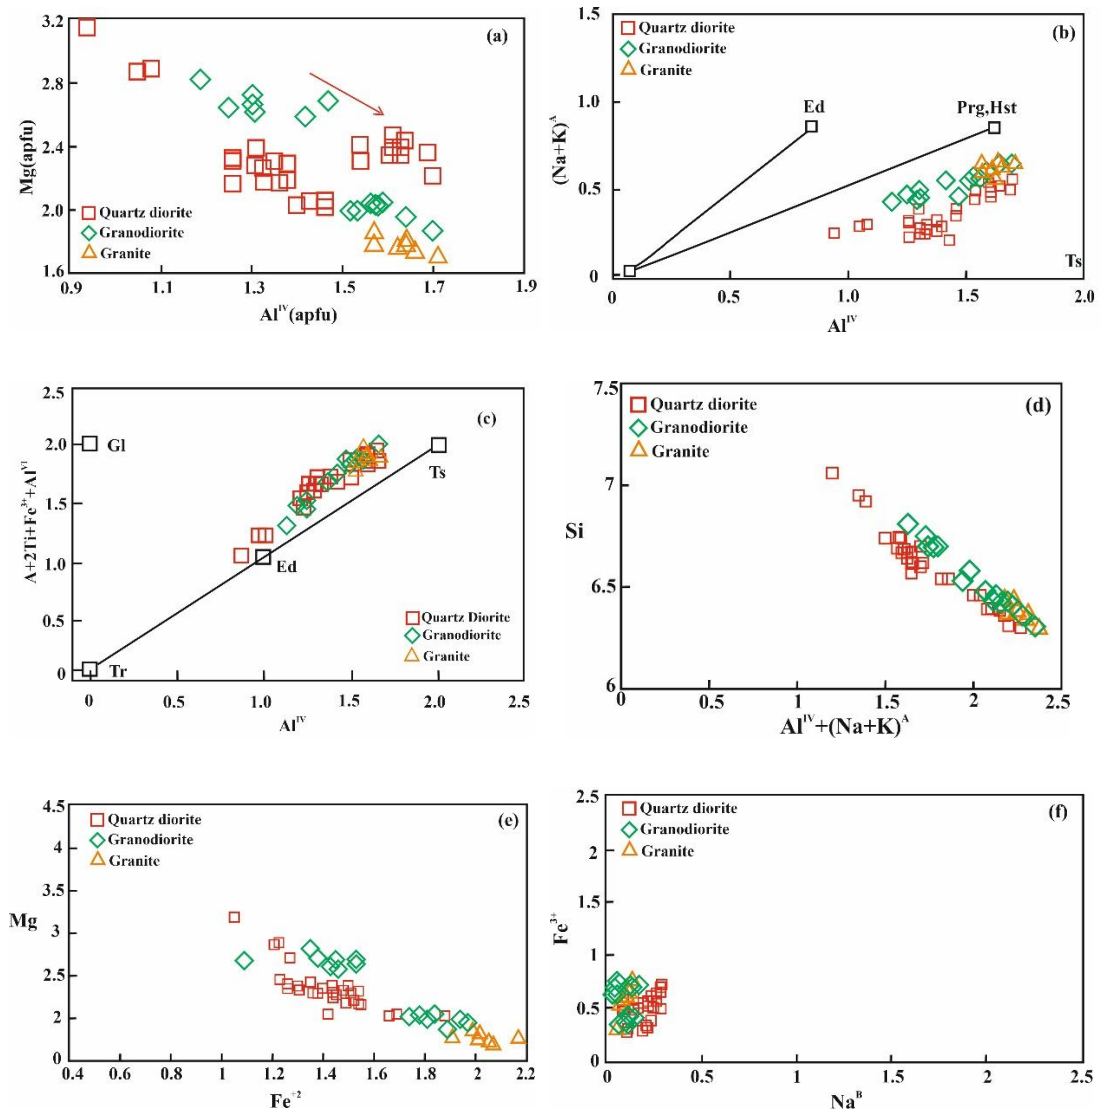 (a)
3.2
2.8
2.4
2.0
1.6
Mg(apfu)
Quartz diorite
Granodiorite
Granite
0.9
1.1
1.3
1.5
1.7
1.9
Al^IV(apfu)
(b)
1.5
1.0
0.5
0
(Na+K)^A
Quartz diorite
Granodiorite
Granite
Ed
Prg,Hst
Ts
0
0.5
1.0
1.5
2.0
Al^IV
(c)
2.5
2.0
1.5
1.0
0.5
0
A+2Ti+Fe³⁺+Al^VI
Gl
Ts
Ed
Tr
Quartz Diorite
Granodiorite
Granite
0
0.5
1.0
1.5
2.0
2.5
Al^IV
(d)
7.5
7
6.5
6
Si
Quartz diorite
Granodiorite
Granite
0
0.5
1
1.5
2
2.5
Al^IV+(Na+K)^A
(e)
4.5
4
3.5
3
2.5
2
0
Mg
Quartz diorite
Granodiorite
Granite
0.4
0.6
0.8
1
1.2
1.4
1.6
1.8
2
2.2
Fe⁺²
(f)
2.5
2
1.5
1
0.5
0
Fe³⁺
Quartz diorite
Granodiorite
Granite
0
0.5
1
1.5
2
2.5
Na^B